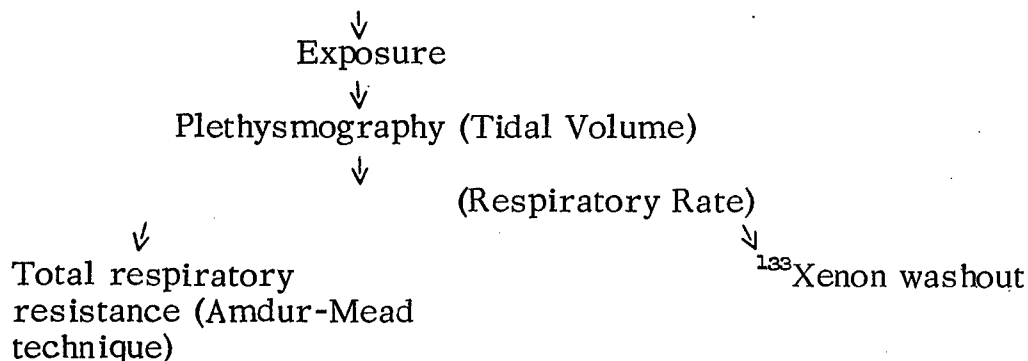 Exposure
Plethysmography (Tidal Volume)
(Respiratory Rate)
Total respiratory
resistance (Amdur-Mead
technique)
¹³³Xenon washout